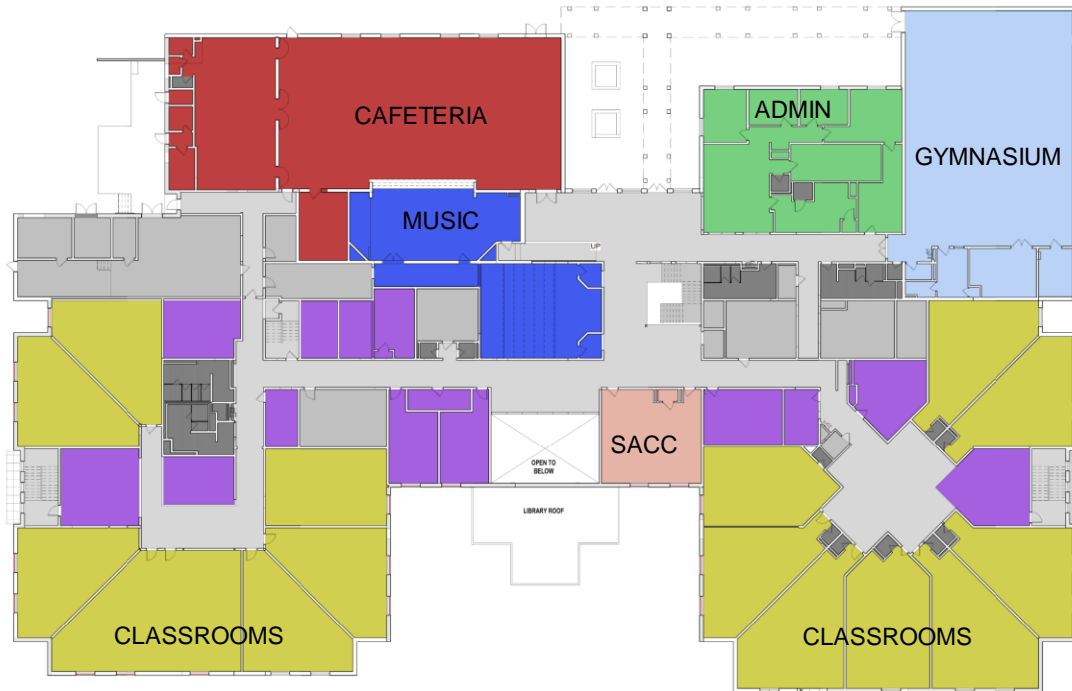 CAFETERIA
ADMIN
GYMNASIUM
MUSIC
UP
SACC
OPEN TO
BELOW
LIBRARY ROOF
CLASSROOMS
CLASSROOMS